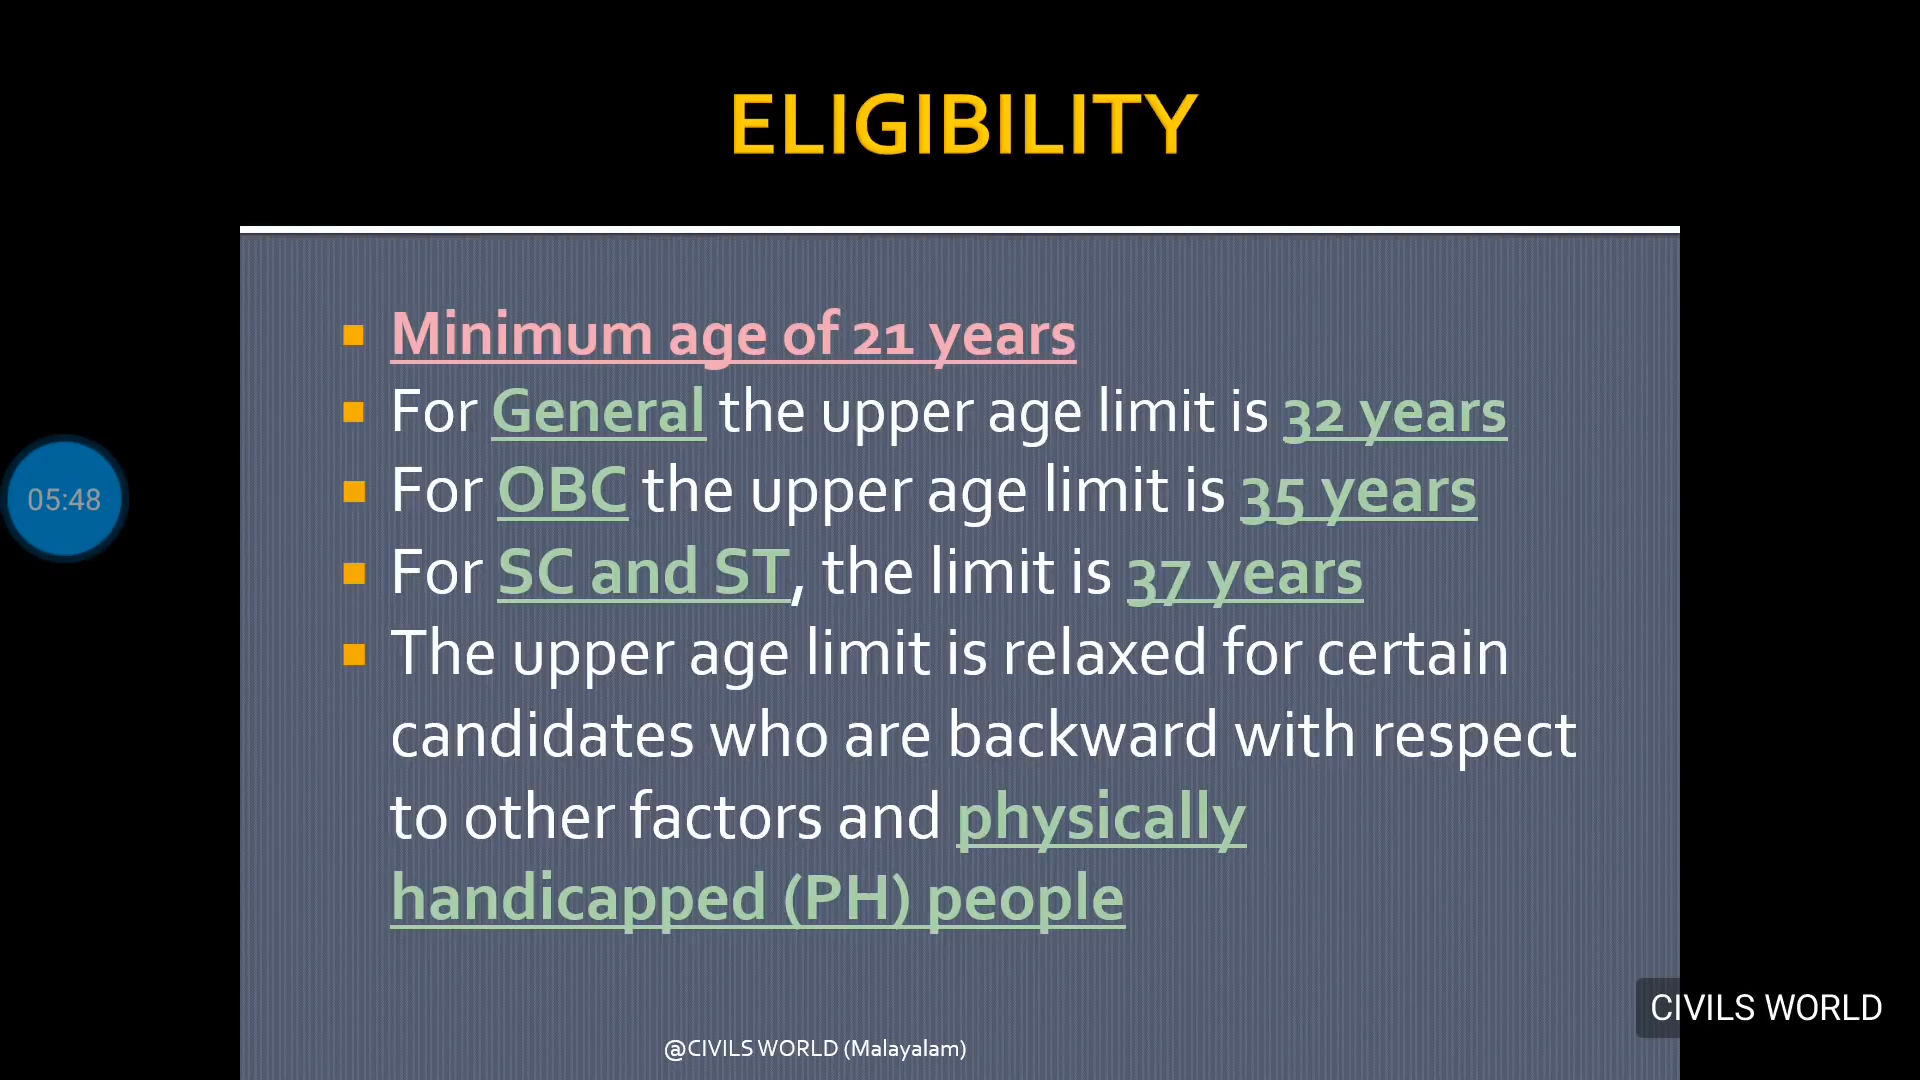 ELIGIBILITY
Minimum age of 21 years
For General the upper age limit is 32 years
For OBC the upper age limit is 35 years
For SC and ST, the limit is 37 years
The upper age limit is relaxed for certain
candidates who are backward with respect
to other factors and physically
handicapped (PH) people
05:48
CIVILS WORLD
@CIVILS WORLD (Malayalam)